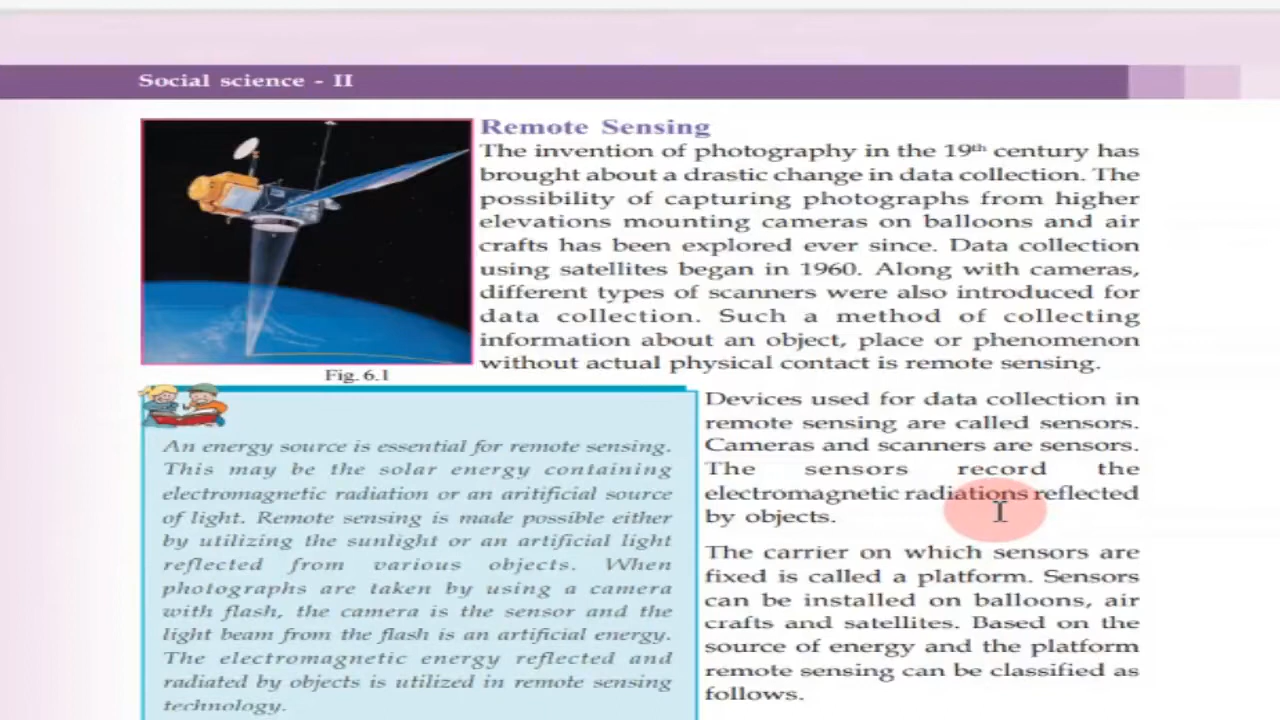 Social science - II
Remote Sensing
The invention of photography in the 19th century has
brought about a drastic change in data collection. The
possibility of capturing photographs from higher
elevations mounting cameras on balloons and air
crafts has been explored ever since. Data collection
using satellites began in 1960. Along with cameras,
different types of scanners were also introduced for
data collection. Such a method of collecting
information about an object, place or phenomenon
without actual physical contact is remote sensing.
Fig. 6.1
An energy source is essential for remote sensing.
This may be the solar energy containing
electromagnetic radiation or an aritificial source
of light. Remote sensing is made possible either
by utilizing the sunlight or an artificial light
reflected from various objects. When
photographs are taken by using a camera
with flash, the camera is the sensor and the
light beam from the flash is an artificial energy.
The electromagnetic energy reflected and
radiated by objects is utilized in remote sensing
technology.
Devices used for data collection in
remote sensing are called sensors.
Cameras and scanners are sensors.
The sensors record the
electromagnetic radiations reflected
by objects.
The carrier on which sensors are
fixed is called a platform. Sensors
can be installed on balloons, air
crafts and satellites. Based on the
source of energy and the platform
remote sensing can be classified as
follows.